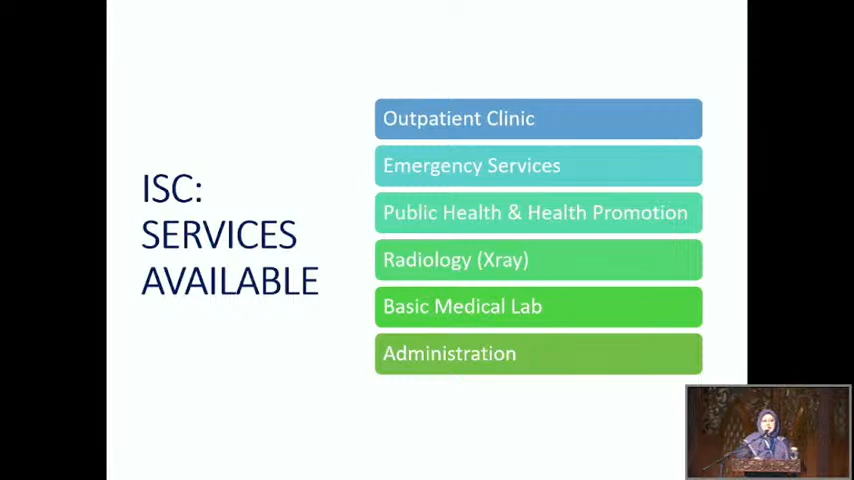 ISC:
SERVICES
AVAILABLE
Outpatient Clinic
Emergency Services
Public Health & Health Promotion
Radiology (Xray)
Basic Medical Lab
Administration